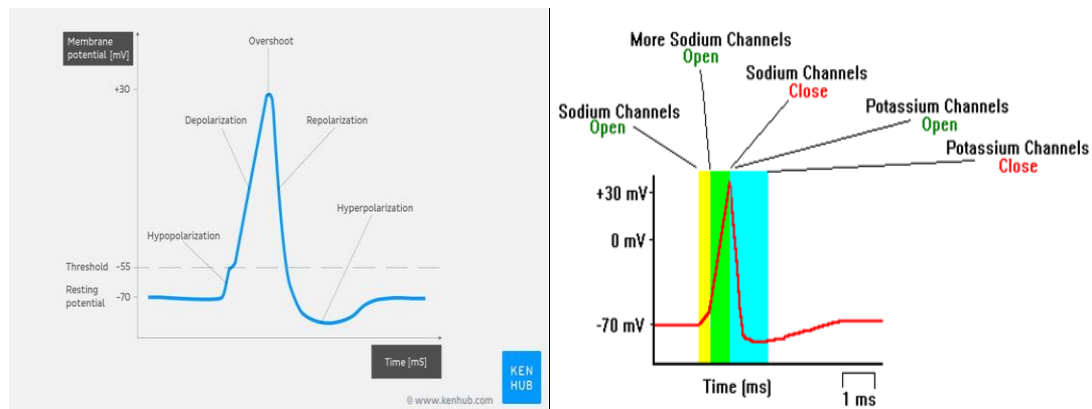 Membrane
potential [mV]
Overshoot
+30
Depolarization
Repolarization
Hyperpolarization
Hypopolarization
Threshold -55
Resting
potential
-70
Time [mS]
KEN
HUB
© www.kenhub.com
More Sodium Channels
Open
Sodium Channels
Close
Sodium Channels
Open
Potassium Channels
Open
Potassium Channels
Close
+30 mV
0 mV
-70 mV
Time (ms)
1 ms